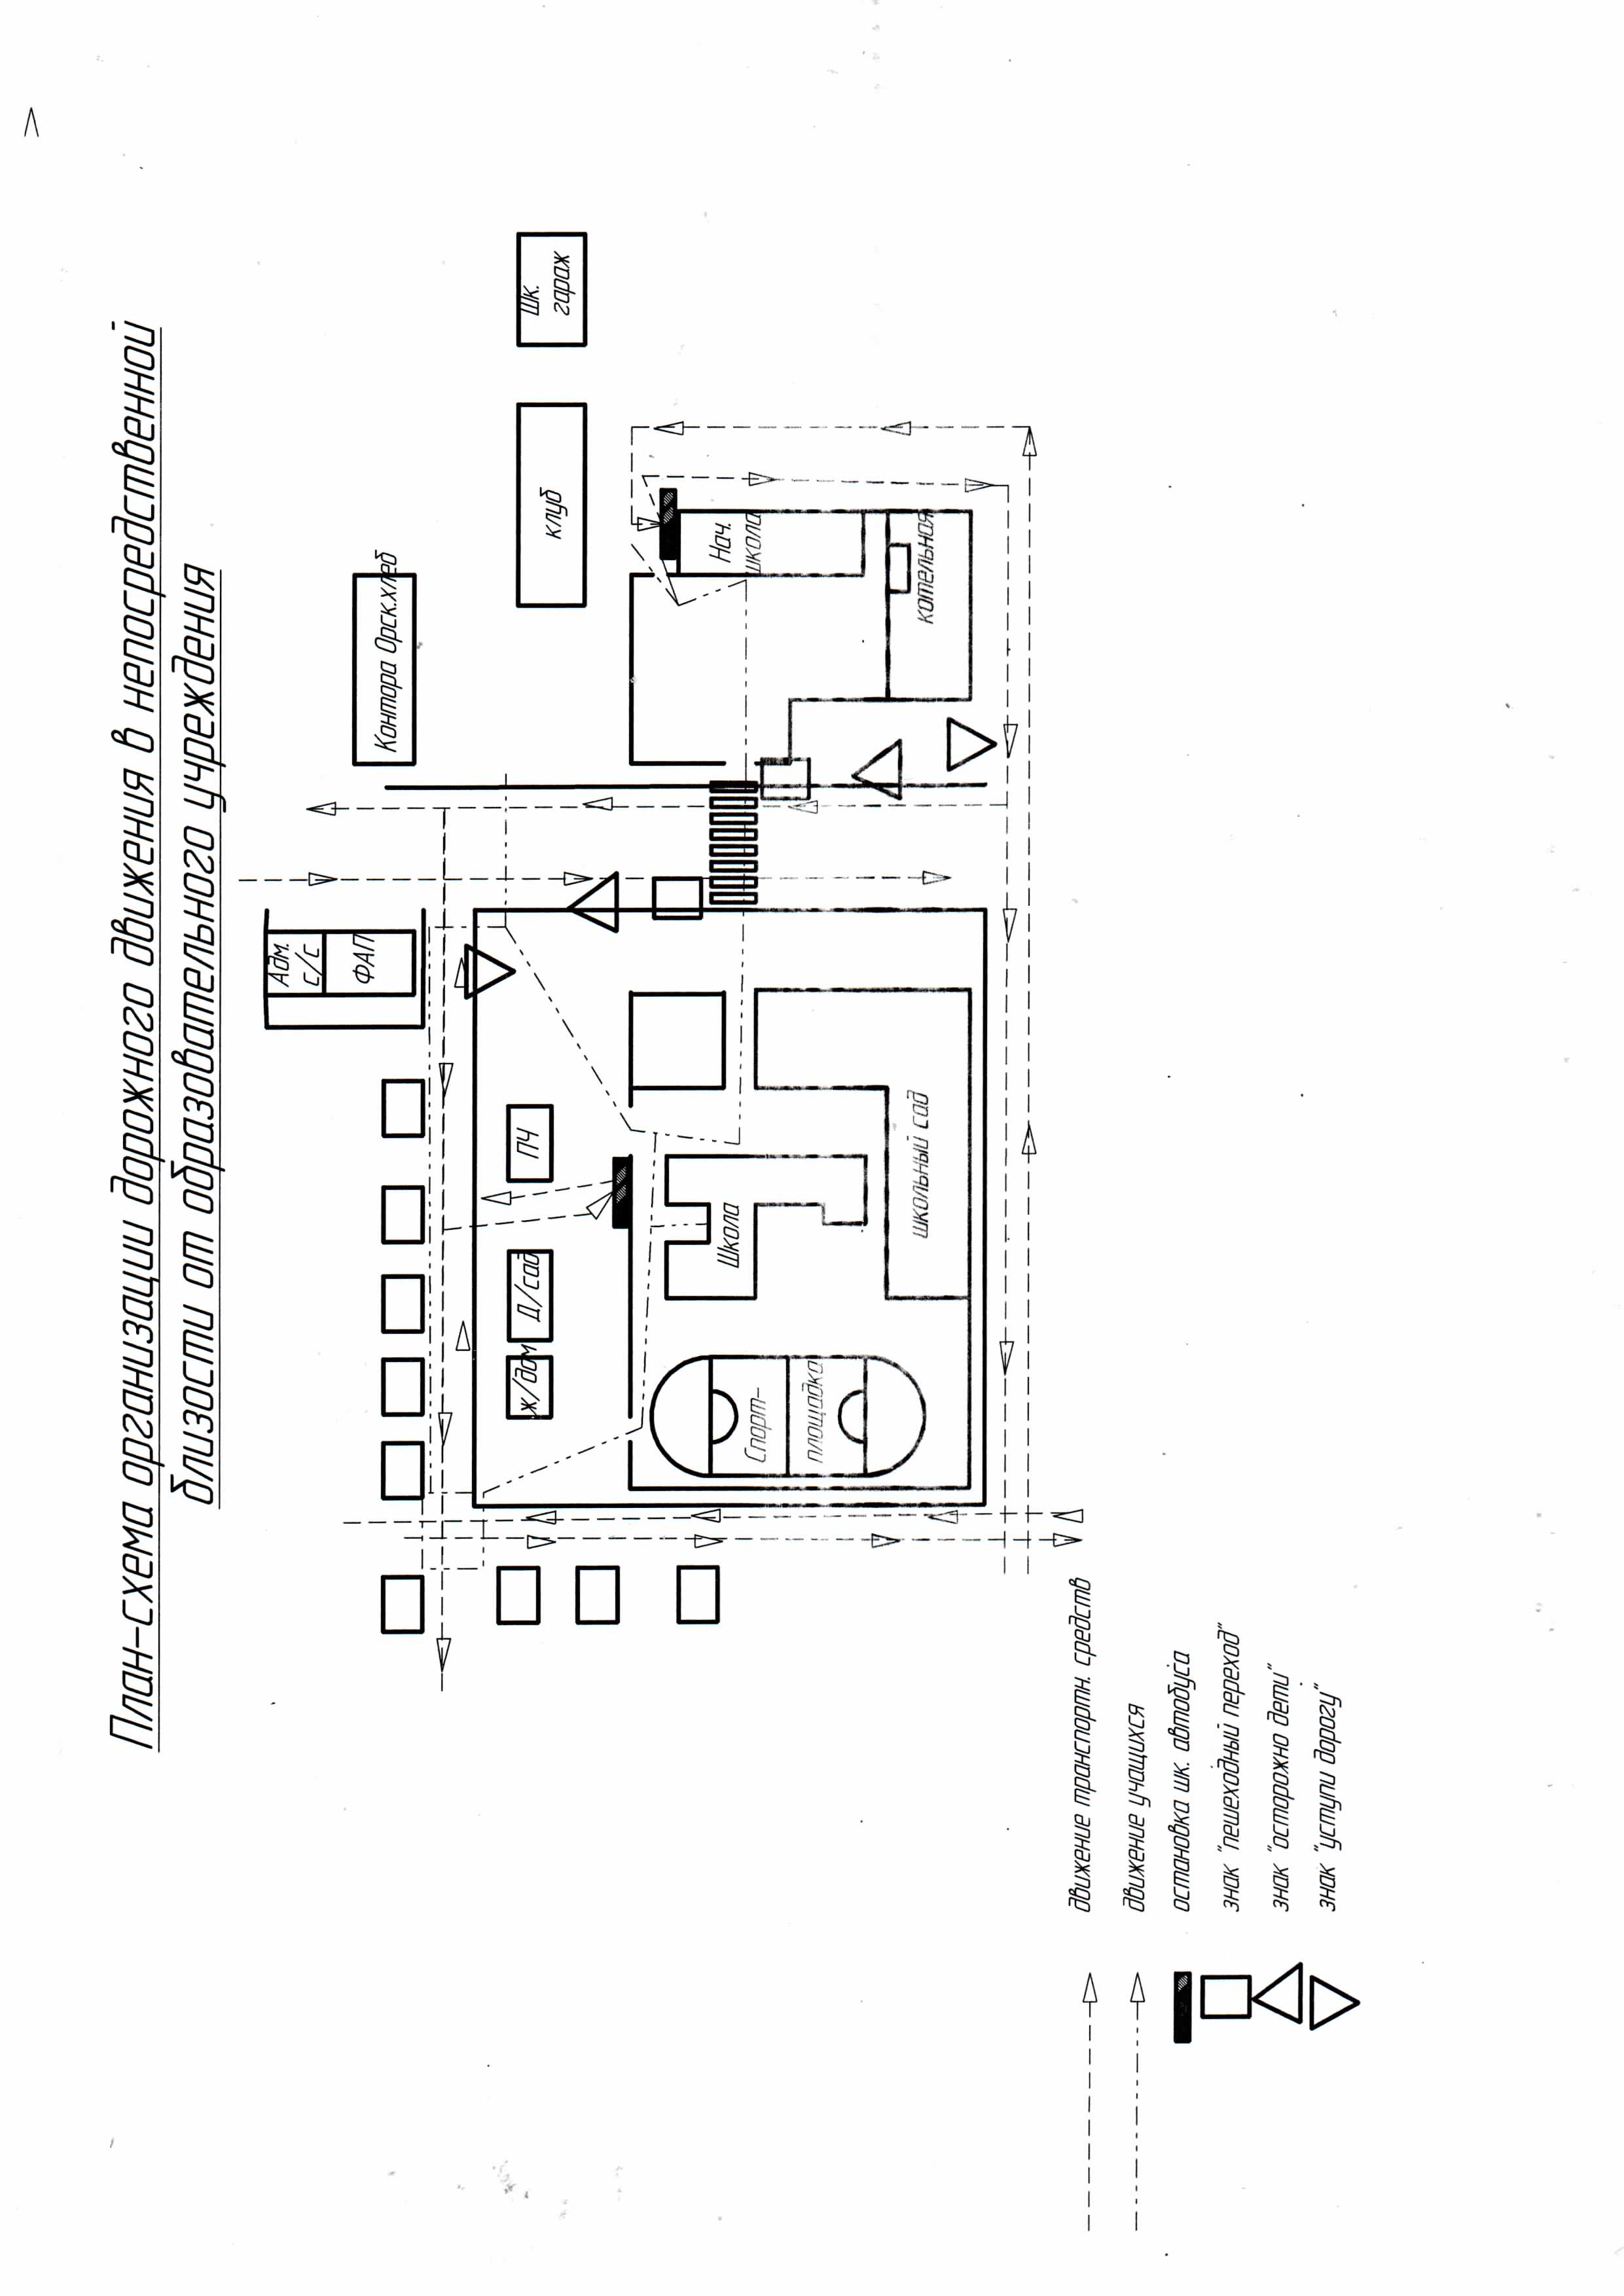 План-схема организации дорожного движения в непосредственной
близости от образовательного учреждения
Контора Орск.хлеб
Шк.
гараж
клуб
Адм.
с/с
ФАП
ПЧ
Д/сад
ж/дом
Нач.
школа
котельная
Школа
школьный сад
Спорт-
площадка
движение транспортн. средств
движение учащихся
остановка шк. автобуса
знак "пешеходный переход"
знак "осторожно дети"
знак "уступи дорогу"